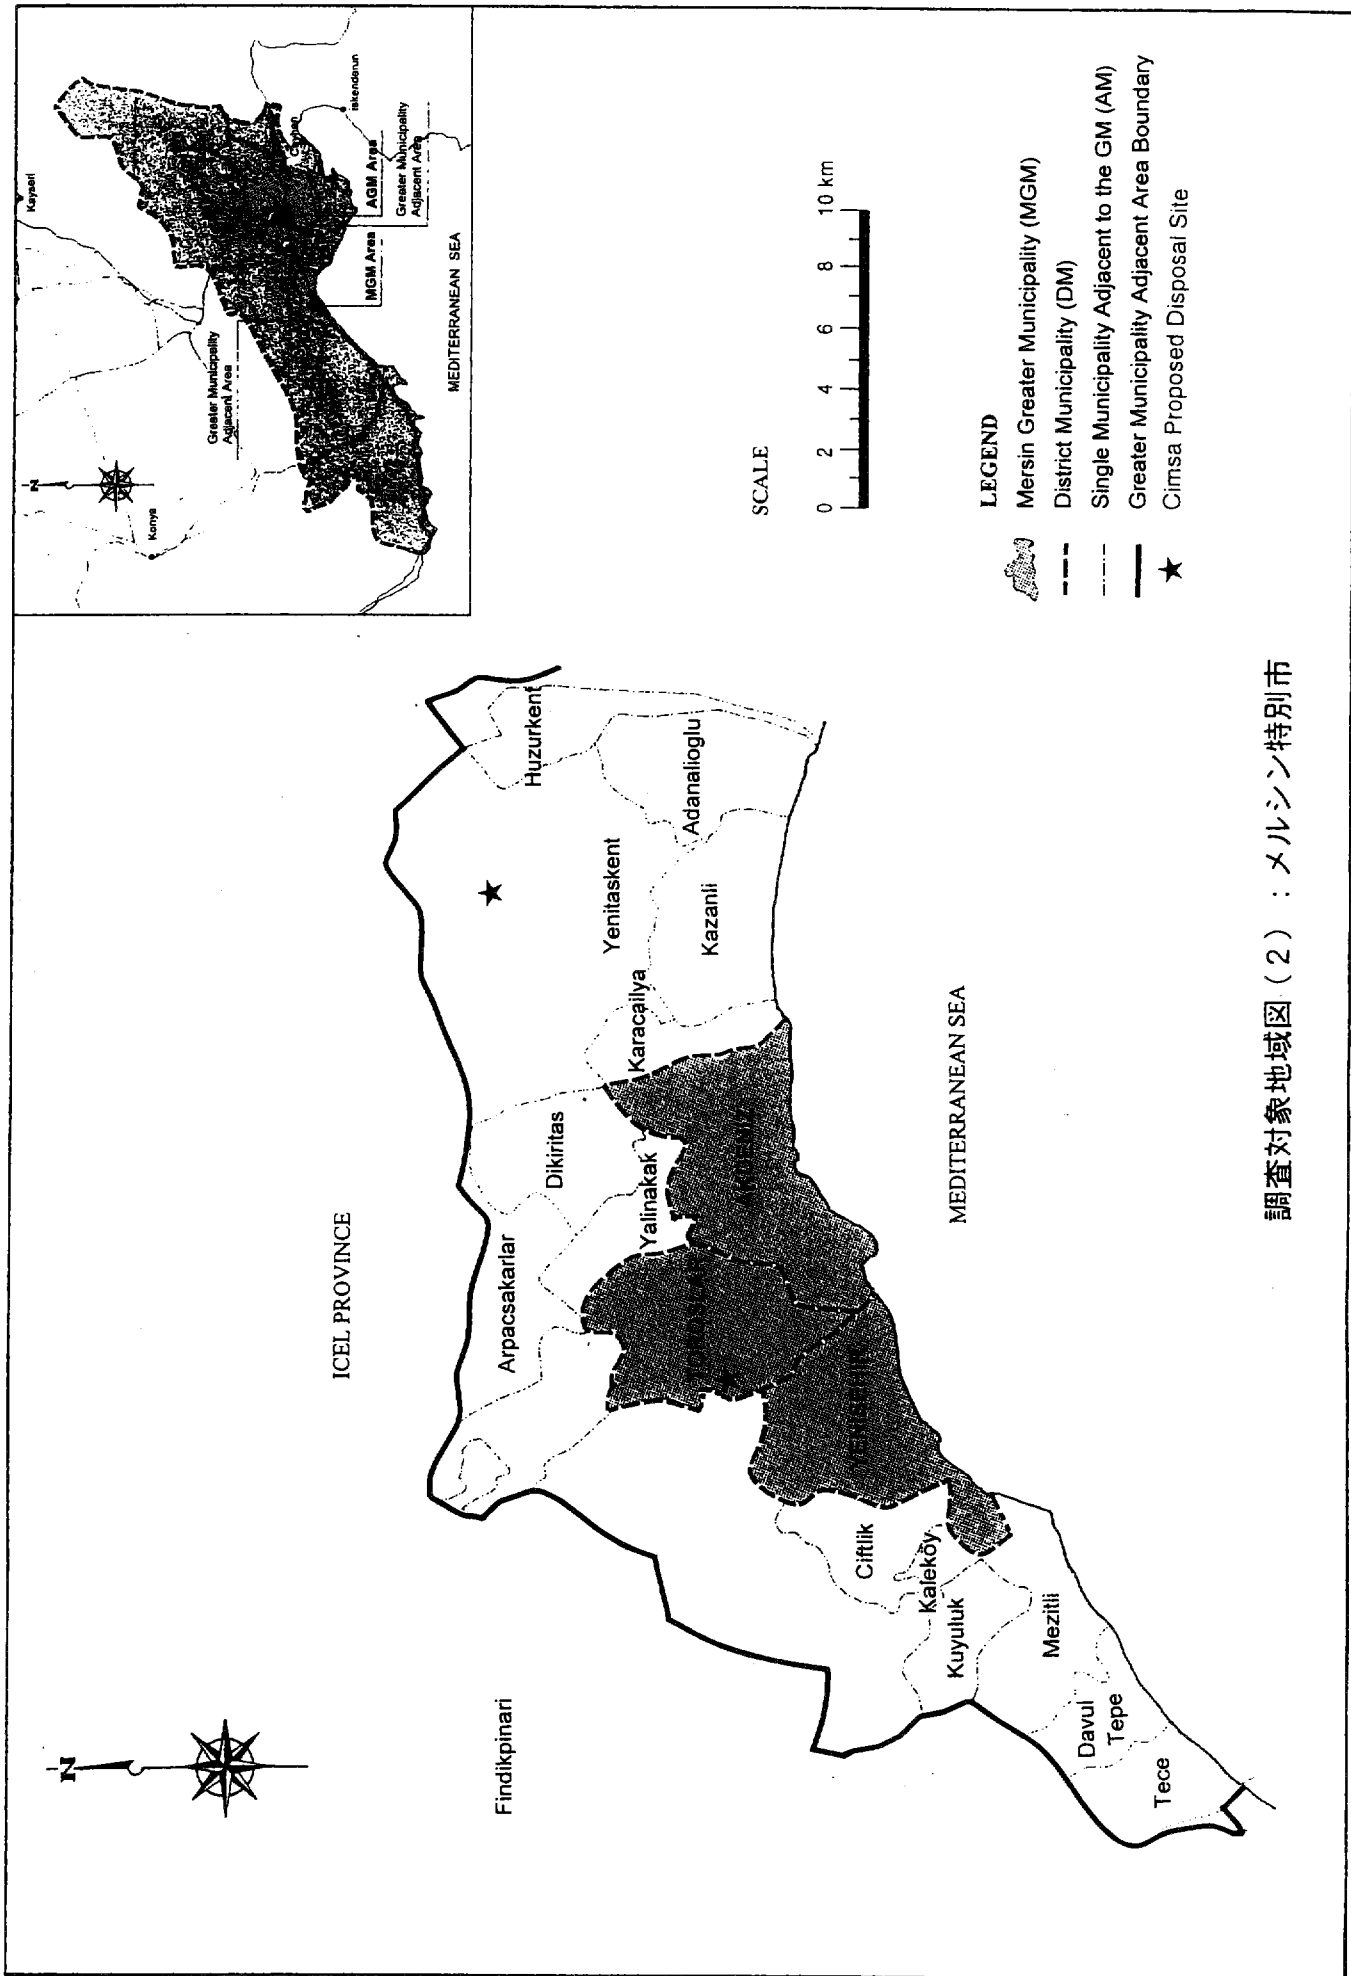 N
Kayseri
Konya
Greater Municipality
Adjacent Area
Ceyhan
Iskenderun
MGM Area
AGM Area
Greater Municipality
Adjacent Area
MEDITERRANEAN SEA
N
ICEL PROVINCE
Findikpinari
Arpacsakarlar
Dikiritas
Huzurkent
Yalinakak
Karacailya
Yenitaskent
Adanalioglu
Kazanli
TOROSLAR
AKDENIZ
YENISEHIR
Ciftlik
Kaleköy
Kuyuluk
Mezitli
Davul
Tepe
Tece
MEDITERRANEAN SEA
SCALE
0 2 4 6 8 10 km
LEGEND
Mersin Greater Municipality (MGM)
District Municipality (DM)
Single Municipality Adjacent to the GM (AM)
Greater Municipality Adjacent Area Boundary
Cimsa Proposed Disposal Site
調査対象地域図(2):メルシン特別市